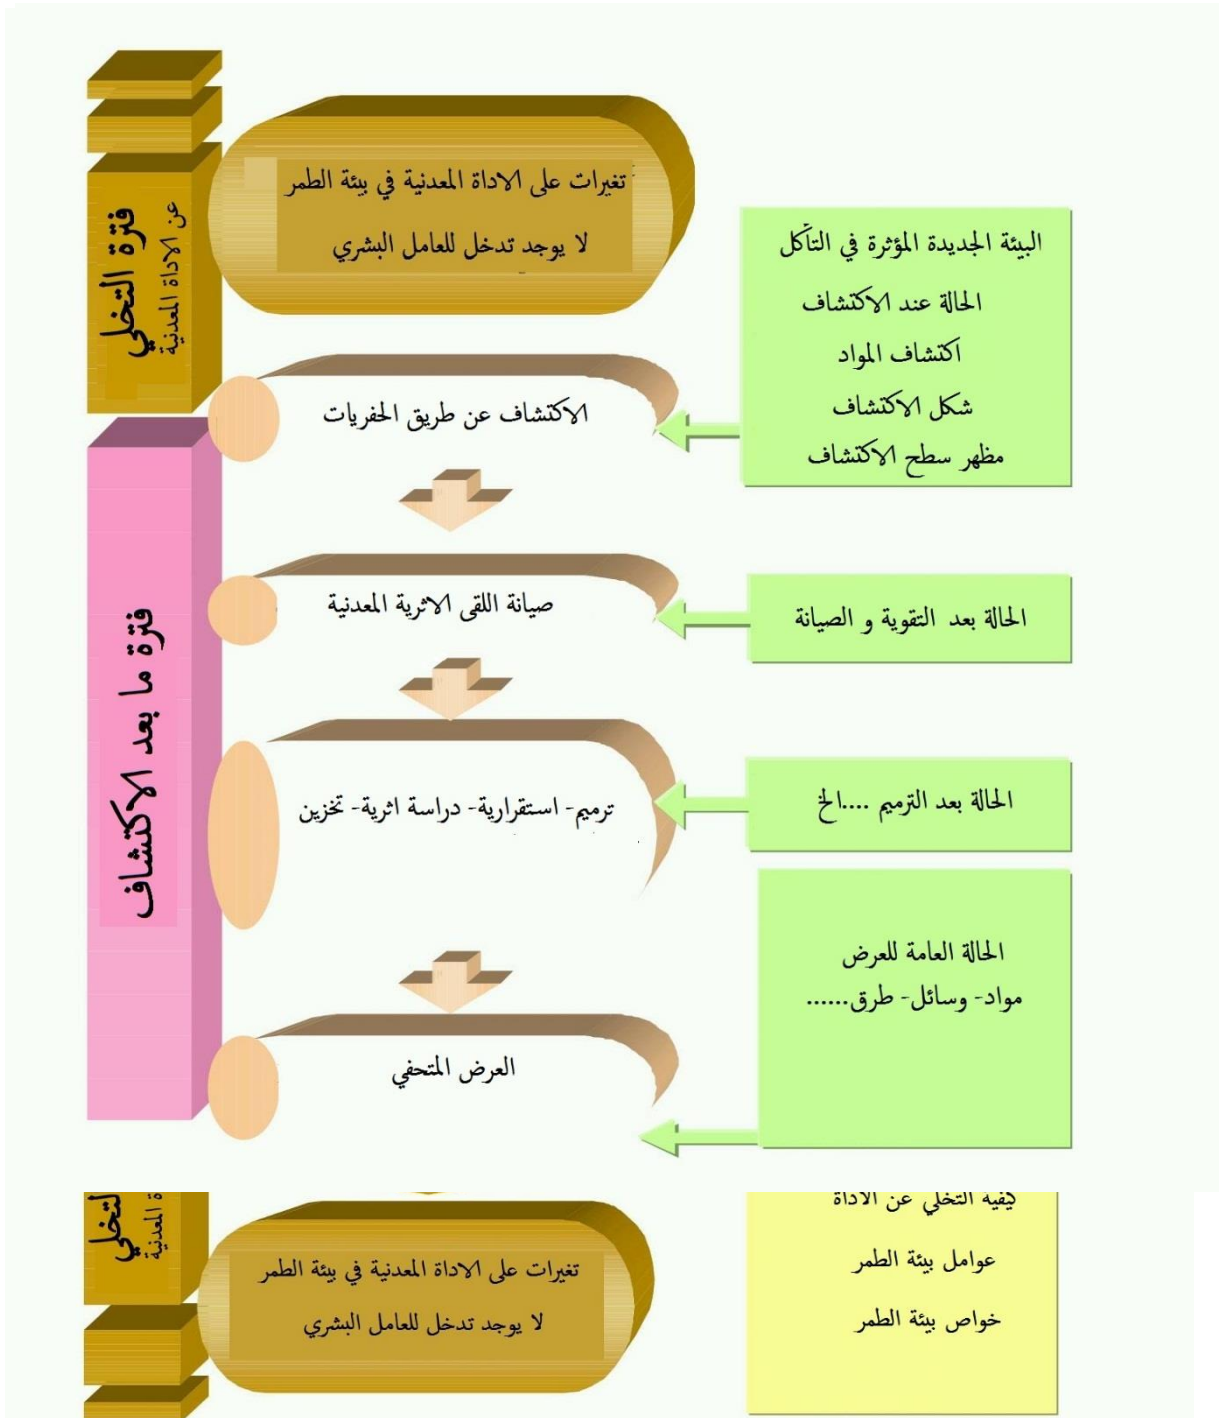 فترة التخلي
عن الاداة المعدنية
تغيرات على الاداة المعدنية في بيئة الطمر
لا يوجد تدخل للعامل البشري
البيئة الجديدة المؤثرة في التآكل
الحالة عند الاكتشاف
اكتشاف المواد
شكل الاكتشاف
مظهر سطح الاكتشاف
الاكتشاف عن طريق الحفريات
فترة ما بعد الاكتشاف
صيانة اللقى الاثرية المعدنية
الحالة بعد التقوية و الصيانة
ترميم- استقرارية- دراسة اثرية- تخزين
الحالة بعد الترميم ....الخ
الحالة العامة للعرض
مواد- وسائل- طرق......
العرض المتحفي
لتخلي
ة المعدنية
كيفية التخلي عن الاداة
عوامل بيئة الطمر
خواص بيئة الطمر
تغيرات على الاداة المعدنية في بيئة الطمر
لا يوجد تدخل للعامل البشري